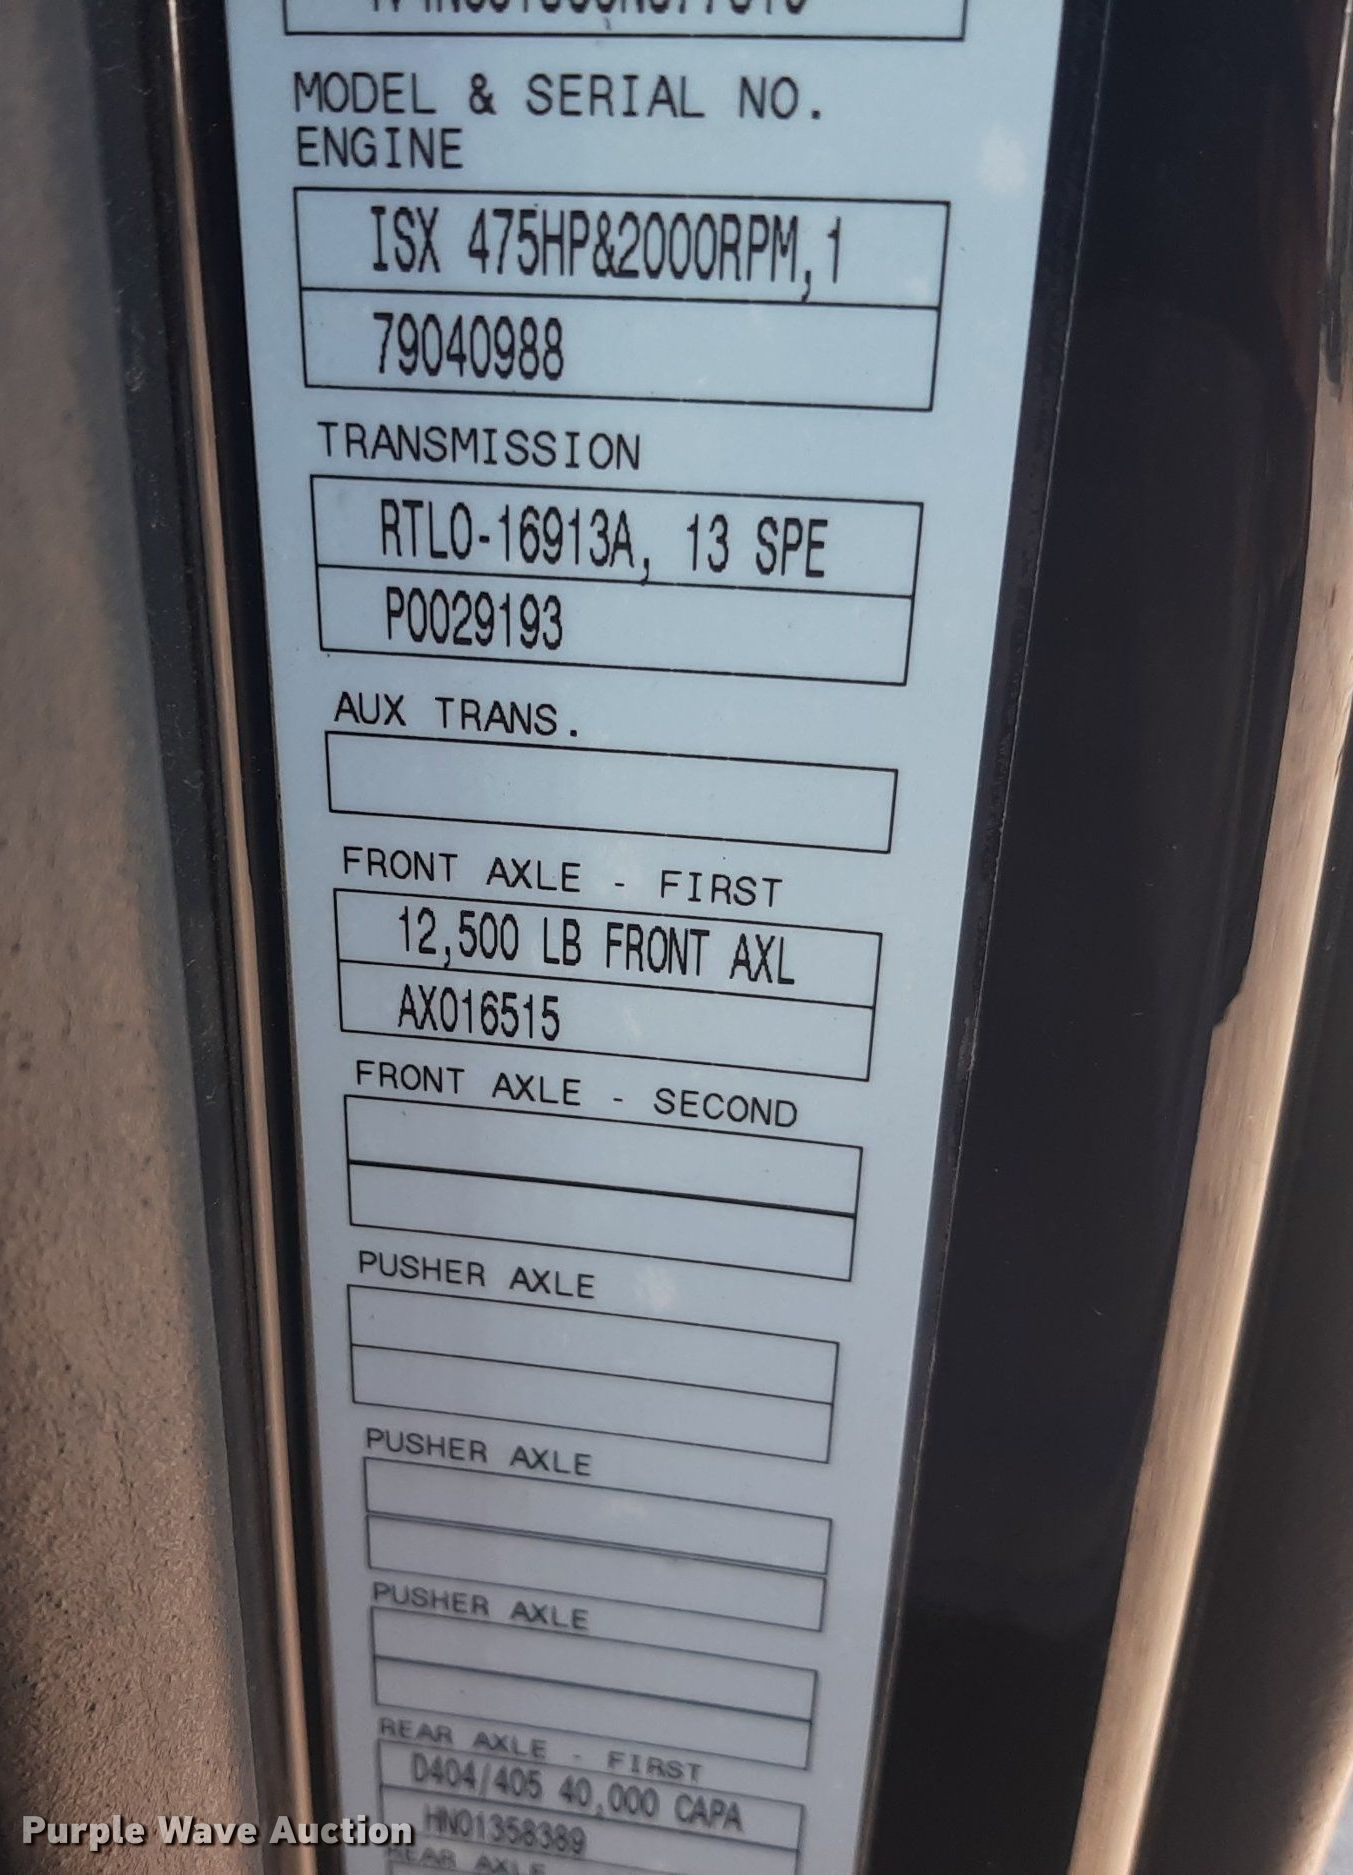 MODEL & SERIAL NO.
ENGINE
ISX 475HP&2000RPM,1
79040988
TRANSMISSION
RTLO-16913A, 13 SPE
P0029193
AUX TRANS.
FRONT AXLE - FIRST
12,500 LB FRONT AXL
AX016515
FRONT AXLE - SECOND
PUSHER AXLE
PUSHER AXLE
PUSHER AXLE
REAR AXLE - FIRST
D404/405 40,000 CAPA
HN01358389
REAR AXLE
Purple Wave Auction